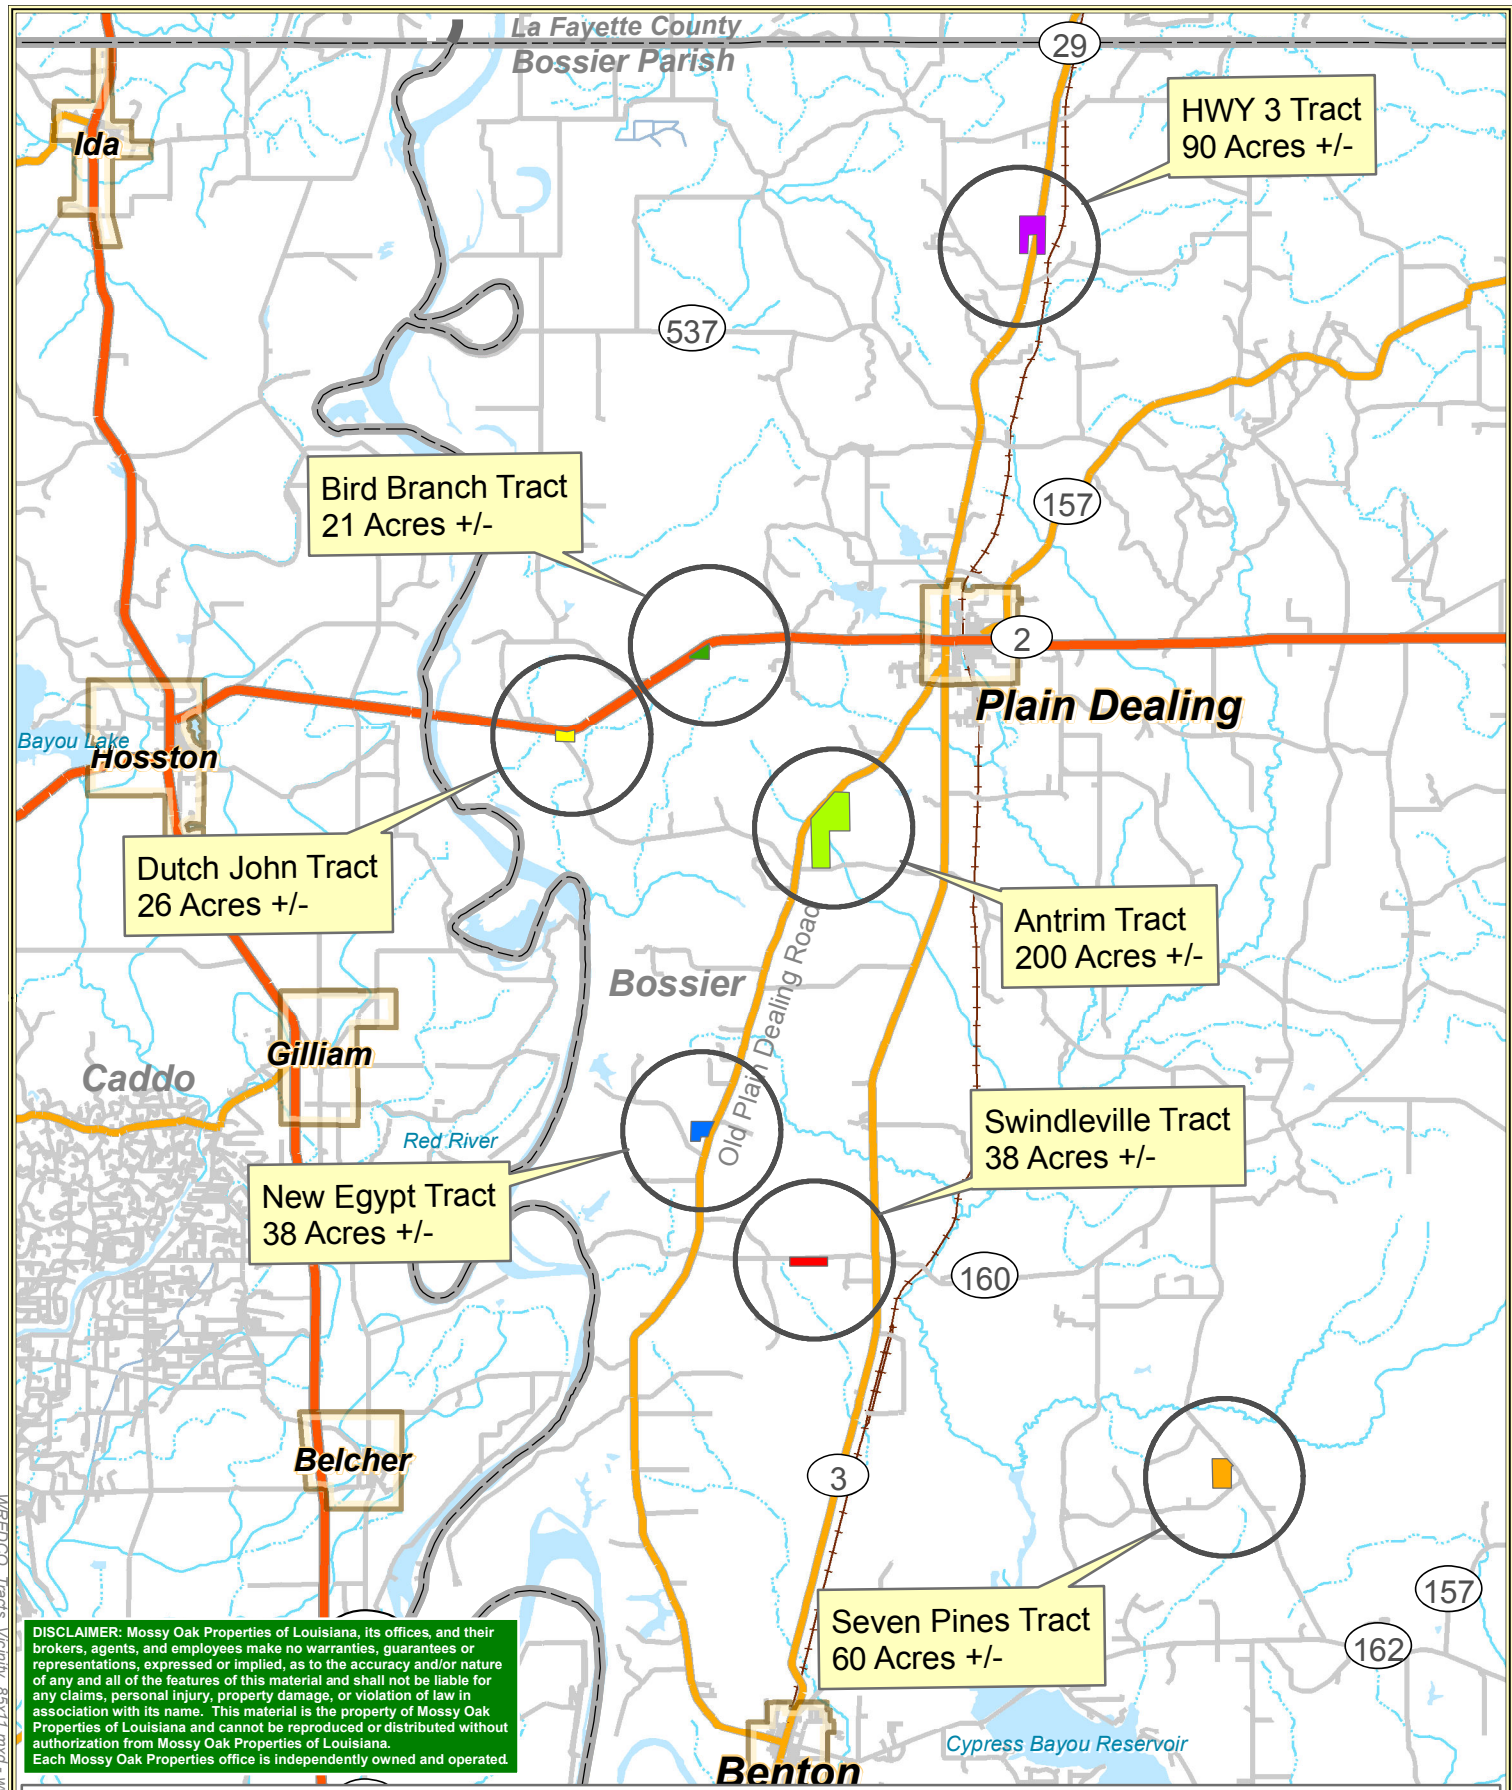 La Fayette County
Bossier Parish
29
Ida
HWY 3 Tract
90 Acres +/-
537
Bird Branch Tract
21 Acres +/-
157
2
Plain Dealing
Bayou Lake
Hosston
Dutch John Tract
26 Acres +/-
Antrim Tract
200 Acres +/-
Bossier
Old Plain Dealing Road
Gilliam
Caddo
Red River
New Egypt Tract
38 Acres +/-
Swindleville Tract
38 Acres +/-
160
Belcher
3
157
Seven Pines Tract
60 Acres +/-
162
DISCLAIMER: Mossy Oak Properties of Louisiana, its offices, and their
brokers, agents, and employees make no warranties, guarantees or
representations, expressed or implied, as to the accuracy and/or nature
of any and all of the features of this material and shall not be liable for
any claims, personal injury, property damage, or violation of law in
association with its name. This material is the property of Mossy Oak
Properties of Louisiana and cannot be reproduced or distributed without
authorization from Mossy Oak Properties of Louisiana.
Each Mossy Oak Properties office is independently owned and operated.
Cypress Bayou Reservoir
Benton